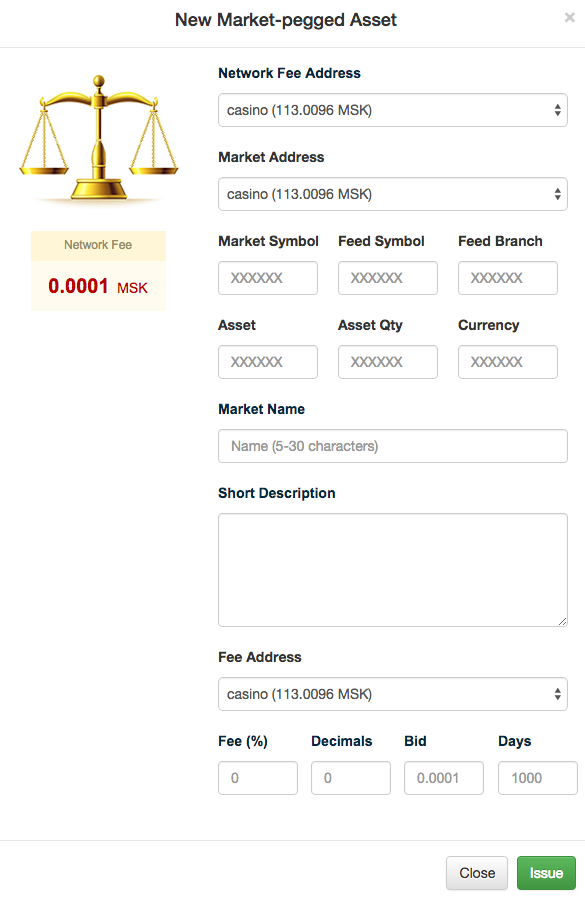 New Market-pegged Asset ×
Network Fee Address
casino (113.0096 MSK)
Network Fee
0.0001 MSK
Market Address
casino (113.0096 MSK)
Market Symbol Feed Symbol Feed Branch
XXXXXX XXXXXX XXXXXX
Asset Asset Qty Currency
XXXXXX XXXXXX XXXXXX
Market Name
Name (5-30 characters)
Short Description
Fee Address
casino (113.0096 MSK)
Fee (%) Decimals Bid Days
0 0 0.0001 1000
Close Issue